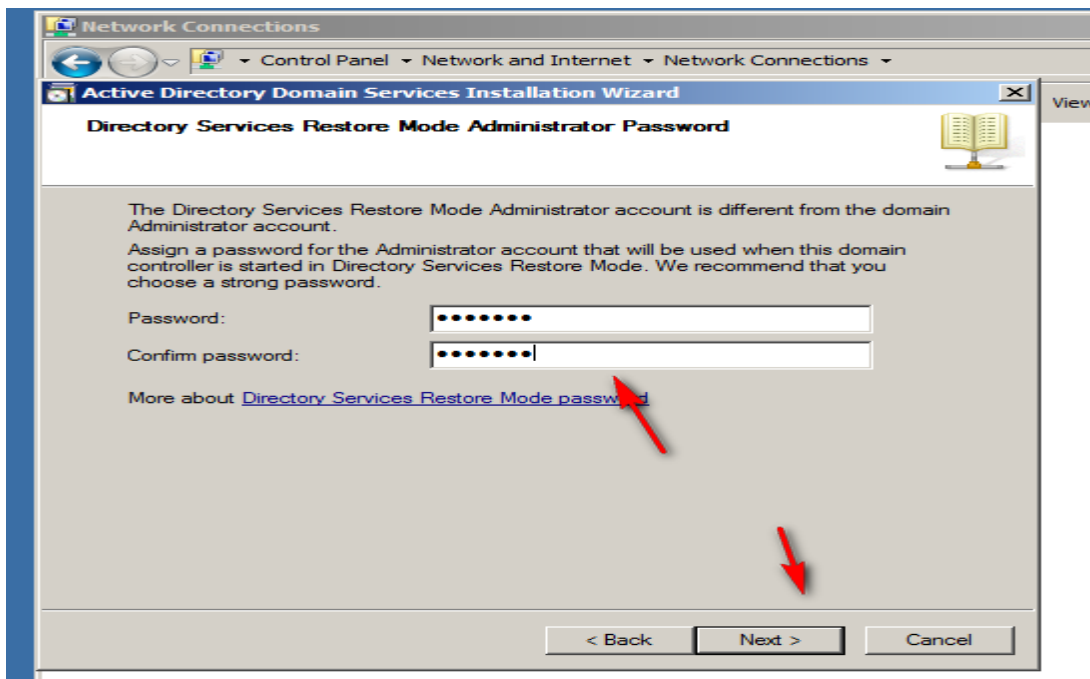 Network Connections
Control Panel Network and Internet Network Connections
Active Directory Domain Services Installation Wizard
View
Directory Services Restore Mode Administrator Password
The Directory Services Restore Mode Administrator account is different from the domain
Administrator account.
Assign a password for the Administrator account that will be used when this domain
controller is started in Directory Services Restore Mode. We recommend that you
choose a strong password.
Password: •••••••
Confirm password: •••••••
More about Directory Services Restore Mode password
< Back Next > Cancel